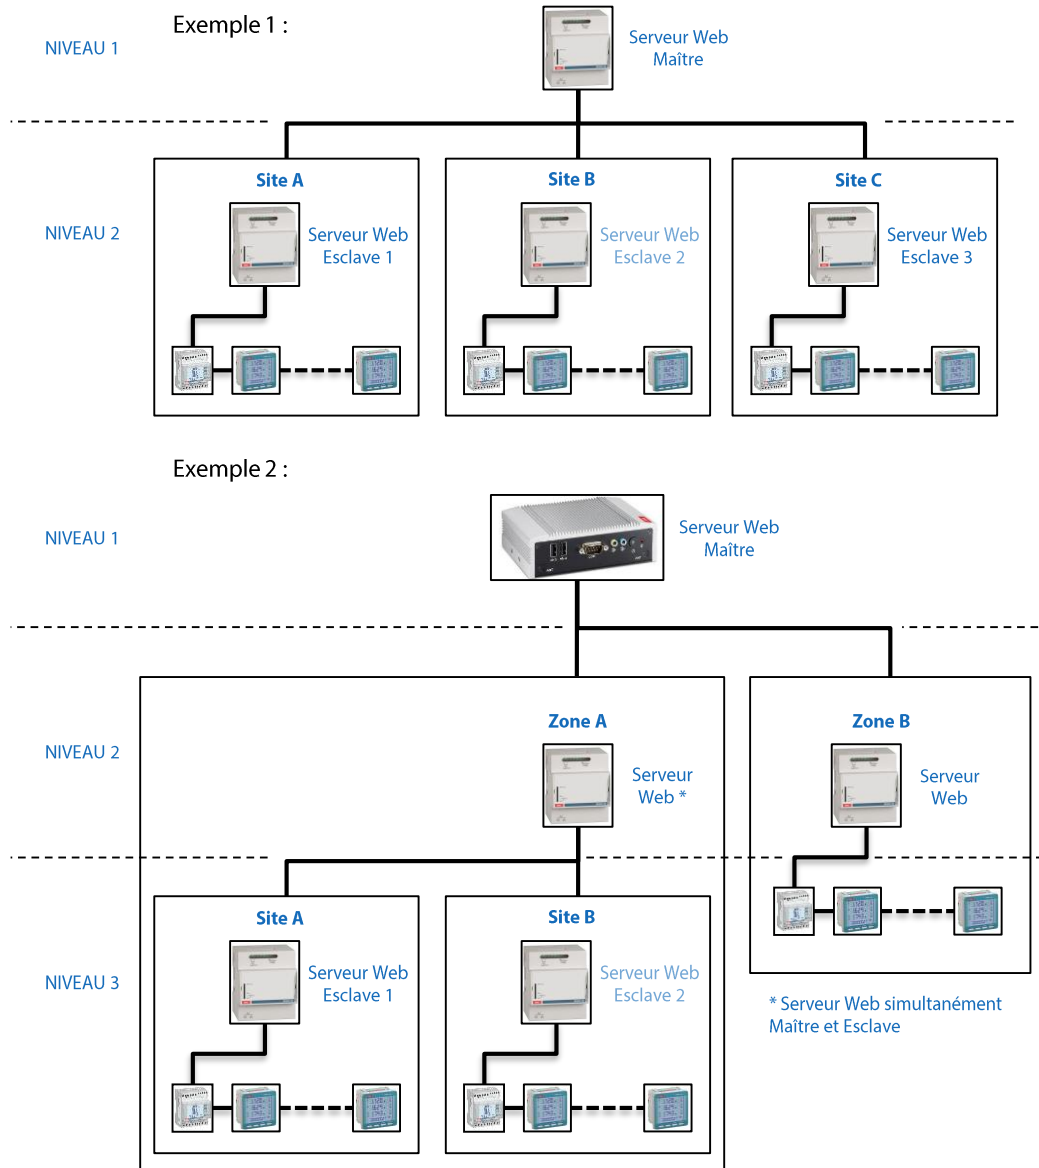 Exemple 1 :
NIVEAU 1
Serveur Web
Maître
Site A
Site B
Site C
NIVEAU 2
Serveur Web
Esclave 1
Serveur Web
Esclave 2
Serveur Web
Esclave 3
Exemple 2 :
NIVEAU 1
Serveur Web
Maître
Zone A
Zone B
NIVEAU 2
Serveur
Web *
Serveur
Web
Site A
Site B
NIVEAU 3
Serveur Web
Esclave 1
Serveur Web
Esclave 2
* Serveur Web simultanément
Maître et Esclave